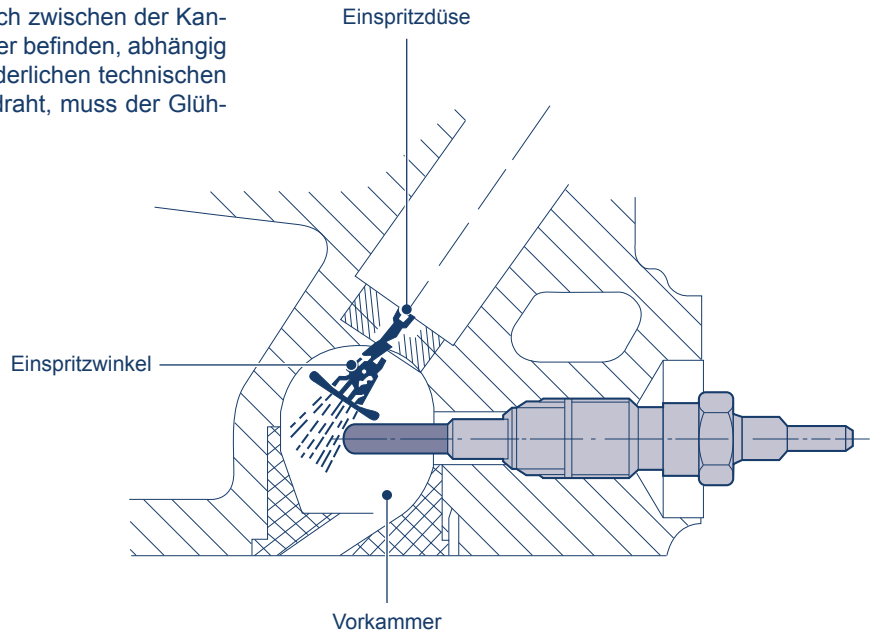 ch zwischen der Kan-
er befinden, abhängig
derlichen technischen
draht, muss der Glüh-
Einspritzdüse
Einspritzwinkel
Vorkammer